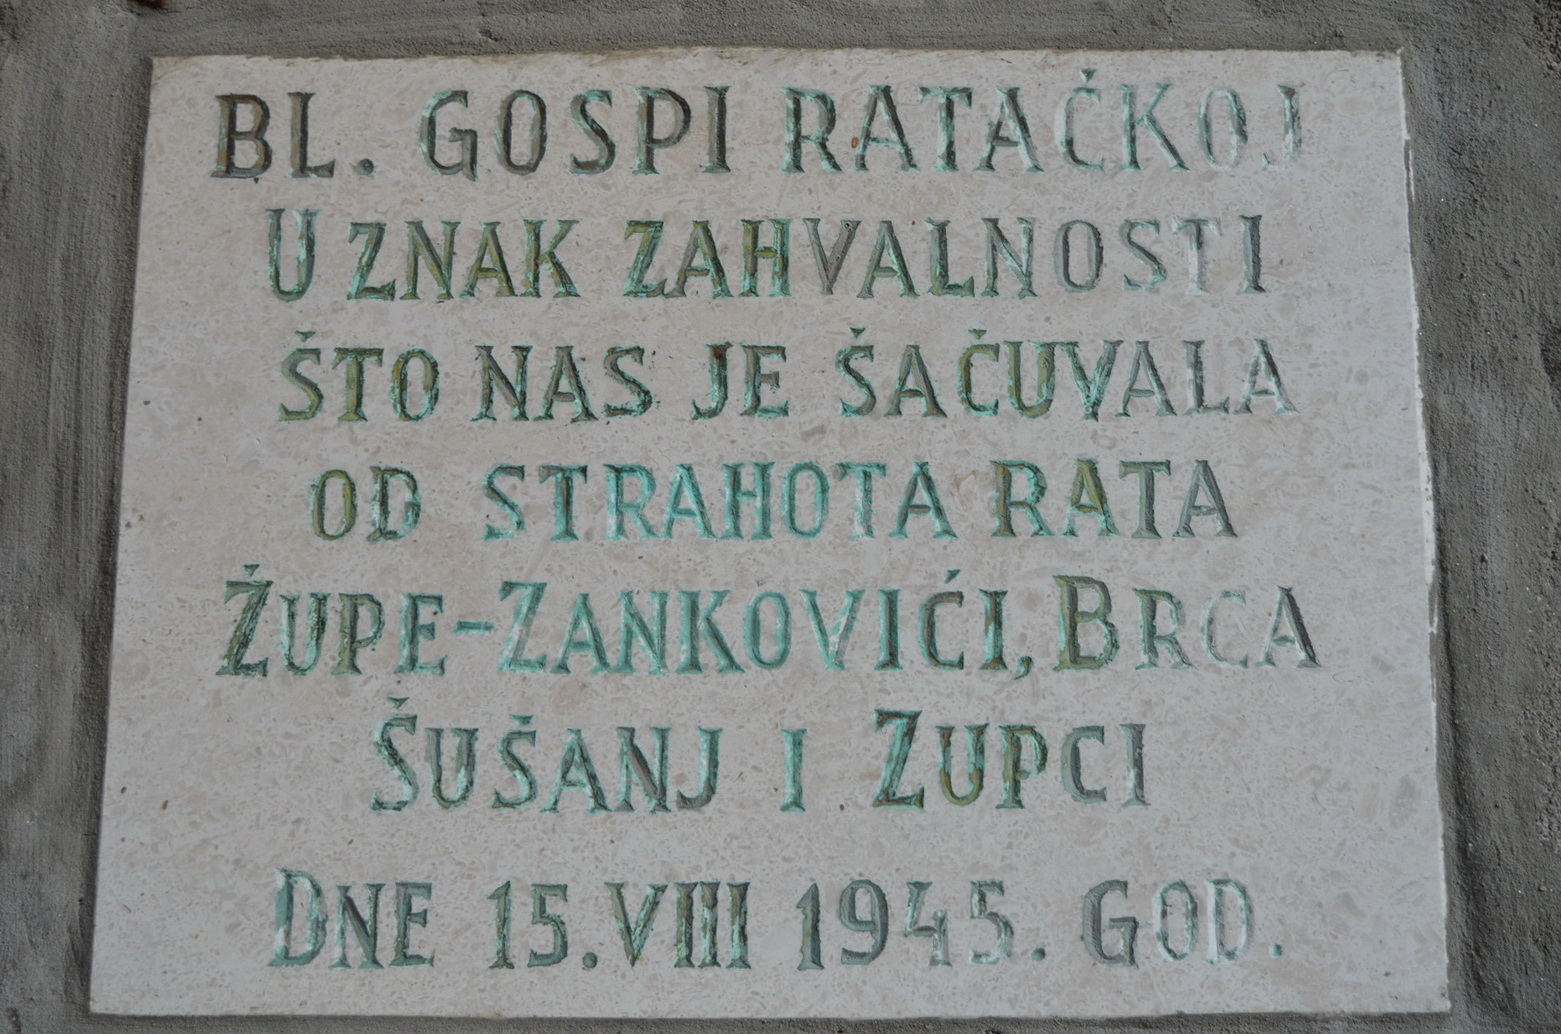 BL. GOSPI RATAČKOJ
U ZNAK ZAHVALNOSTI
ŠTO NAS JE ŠAČUVALA
OD STRAHOTA RATA
ŽUPE-ZANKOVIĆI, BRCA
ŠUŠANJ I ZUPCI
DNE 15.VIII 1945. GOD.